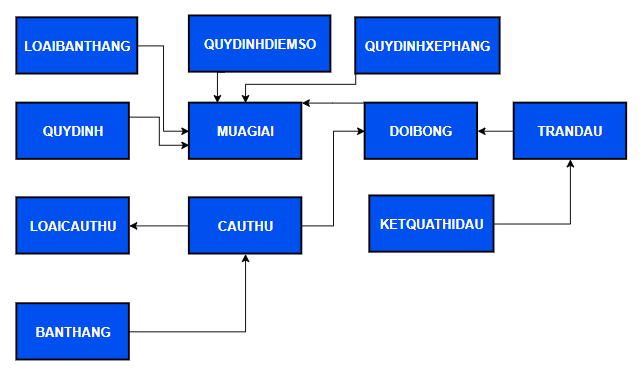 LOAIBANTHANG
QUYDINHDIEMSO
QUYDINHXEPHANG
QUYDINH
MUAGIAI
DOIBONG
TRANDAU
LOAICAUTHU
CAUTHU
KETQUATHIDAU
BANTHANG